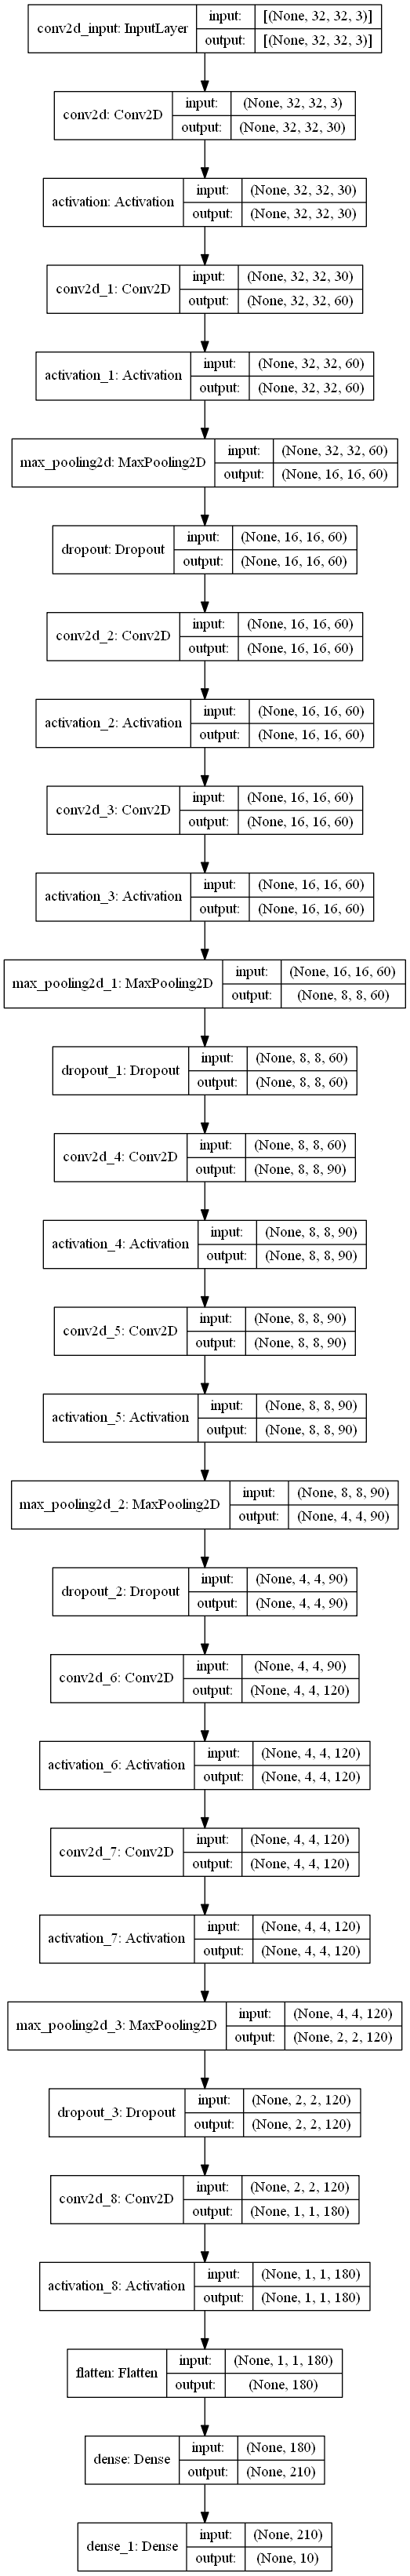 conv2d_input: InputLayer
input: [(None, 32, 32, 3)]
output: [(None, 32, 32, 3)]
conv2d: Conv2D
input: (None, 32, 32, 3)
output: (None, 32, 32, 30)
activation: Activation
input: (None, 32, 32, 30)
output: (None, 32, 32, 30)
conv2d_1: Conv2D
input: (None, 32, 32, 30)
output: (None, 32, 32, 60)
activation_1: Activation
input: (None, 32, 32, 60)
output: (None, 32, 32, 60)
max_pooling2d: MaxPooling2D
input: (None, 32, 32, 60)
output: (None, 16, 16, 60)
dropout: Dropout
input: (None, 16, 16, 60)
output: (None, 16, 16, 60)
conv2d_2: Conv2D
input: (None, 16, 16, 60)
output: (None, 16, 16, 60)
activation_2: Activation
input: (None, 16, 16, 60)
output: (None, 16, 16, 60)
conv2d_3: Conv2D
input: (None, 16, 16, 60)
output: (None, 16, 16, 60)
activation_3: Activation
input: (None, 16, 16, 60)
output: (None, 16, 16, 60)
max_pooling2d_1: MaxPooling2D
input: (None, 16, 16, 60)
output: (None, 8, 8, 60)
dropout_1: Dropout
input: (None, 8, 8, 60)
output: (None, 8, 8, 60)
conv2d_4: Conv2D
input: (None, 8, 8, 60)
output: (None, 8, 8, 90)
activation_4: Activation
input: (None, 8, 8, 90)
output: (None, 8, 8, 90)
conv2d_5: Conv2D
input: (None, 8, 8, 90)
output: (None, 8, 8, 90)
activation_5: Activation
input: (None, 8, 8, 90)
output: (None, 8, 8, 90)
max_pooling2d_2: MaxPooling2D
input: (None, 8, 8, 90)
output: (None, 4, 4, 90)
dropout_2: Dropout
input: (None, 4, 4, 90)
output: (None, 4, 4, 90)
conv2d_6: Conv2D
input: (None, 4, 4, 90)
output: (None, 4, 4, 120)
activation_6: Activation
input: (None, 4, 4, 120)
output: (None, 4, 4, 120)
conv2d_7: Conv2D
input: (None, 4, 4, 120)
output: (None, 4, 4, 120)
activation_7: Activation
input: (None, 4, 4, 120)
output: (None, 4, 4, 120)
max_pooling2d_3: MaxPooling2D
input: (None, 4, 4, 120)
output: (None, 2, 2, 120)
dropout_3: Dropout
input: (None, 2, 2, 120)
output: (None, 2, 2, 120)
conv2d_8: Conv2D
input: (None, 2, 2, 120)
output: (None, 1, 1, 180)
activation_8: Activation
input: (None, 1, 1, 180)
output: (None, 1, 1, 180)
flatten: Flatten
input: (None, 1, 1, 180)
output: (None, 180)
dense: Dense
input: (None, 180)
output: (None, 210)
dense_1: Dense
input: (None, 210)
output: (None, 10)